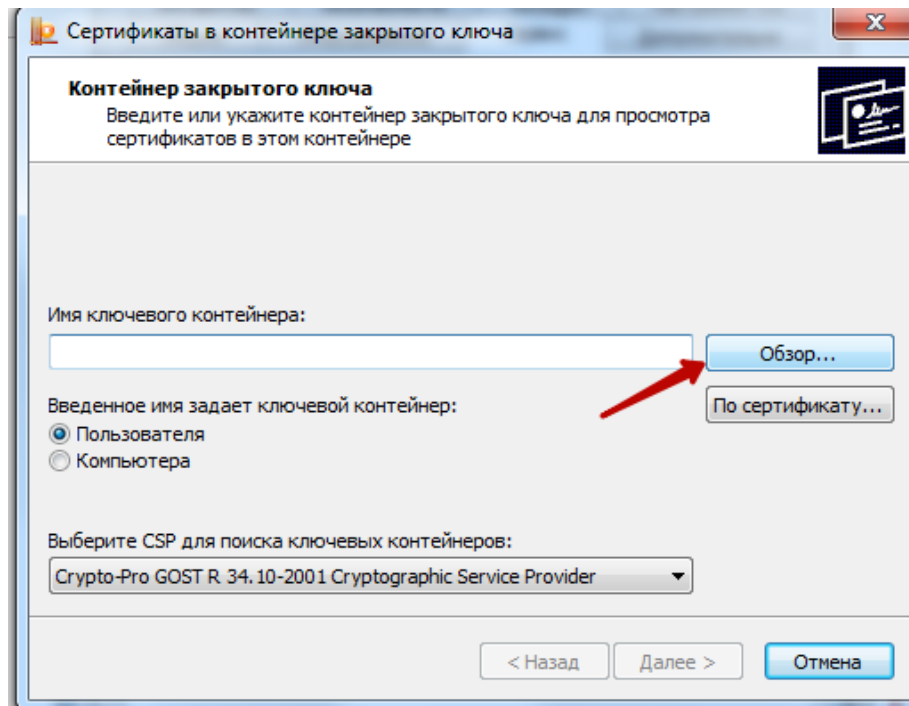 Сертификаты в контейнере закрытого ключа
Контейнер закрытого ключа
Введите или укажите контейнер закрытого ключа для просмотра
сертификатов в этом контейнере
Имя ключевого контейнера:
Обзор...
Введенное имя задает ключевой контейнер:
По сертификату...
Пользователя
Компьютера
Выберите CSP для поиска ключевых контейнеров:
Crypto-Pro GOST R 34.10-2001 Cryptographic Service Provider
< Назад
Далее >
Отмена